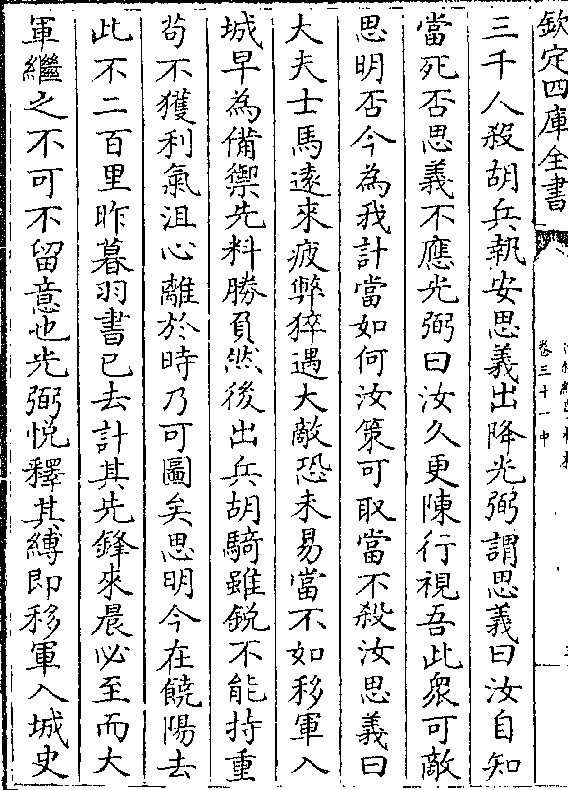 欽定四庫全書
卷三十一中
三千人殺胡兵執安思義出降光弼謂思義曰汝自知
當死否思義不應光弼曰汝久更陳行視吾此衆可敵
思明否今為我計當如何汝策可取當不殺汝思義曰
大夫士馬逺來疲弊猝遇大敵恐未易當不如移軍入
城早為備禦先料勝負然後出兵胡騎雖鋭不能持重
茍不獲利氣沮心離於時乃可圖矣思明今在饒陽去
此不二百里昨暮羽書已去計其先鋒來晨必至而大
軍繼之不可不留意也光弼悦釋其縛即移軍入城史